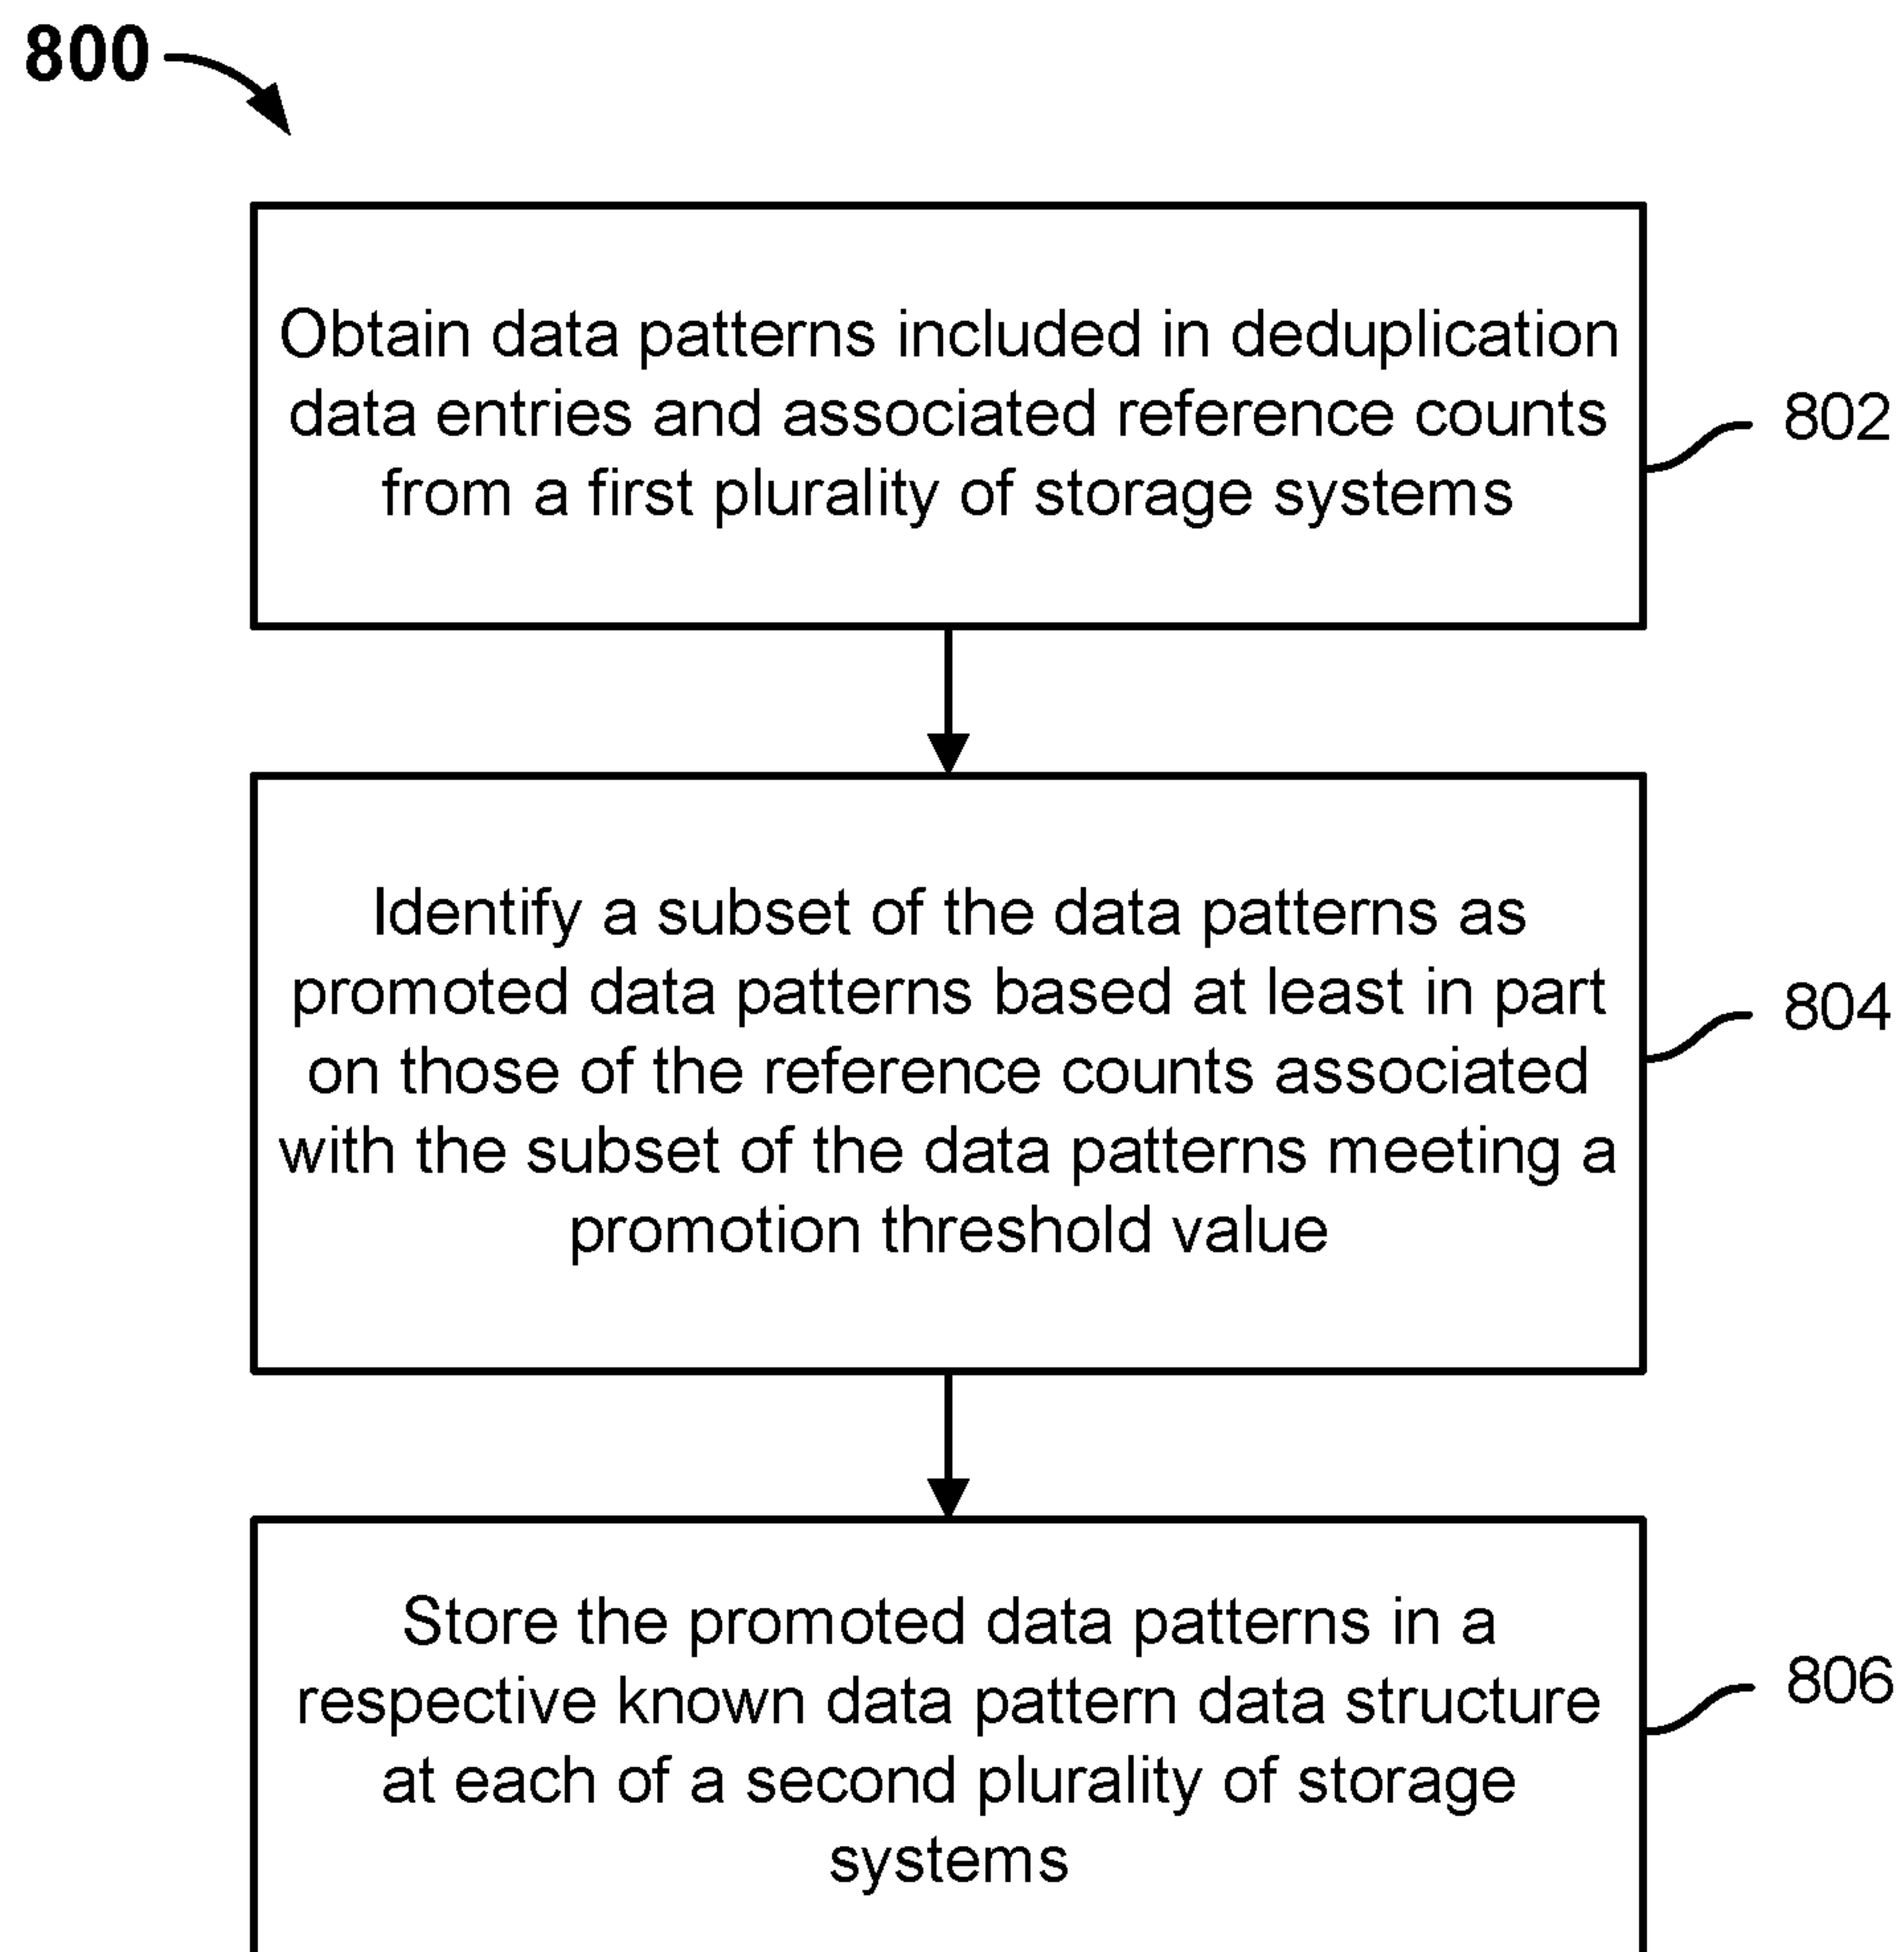 800
Obtain data patterns included in deduplication
data entries and associated reference counts
from a first plurality of storage systems
802
Identify a subset of the data patterns as
promoted data patterns based at least in part
on those of the reference counts associated
with the subset of the data patterns meeting a
promotion threshold value
804
Store the promoted data patterns in a
respective known data pattern data structure
at each of a second plurality of storage
systems
806